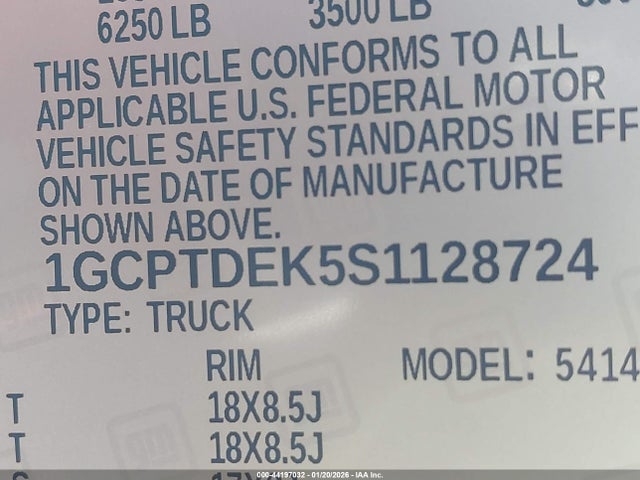 6250 LB 3500 LB
THIS VEHICLE CONFORMS TO ALL
APPLICABLE U.S. FEDERAL MOTOR
VEHICLE SAFETY STANDARDS IN EFF
ON THE DATE OF MANUFACTURE
SHOWN ABOVE.
1GCPTDEK5S1128724
TYPE: TRUCK
RIM MODEL: 5414
T 18X8.5J
T 18X8.5J
000-44197032 - 01/20/2026 - IAA Inc.